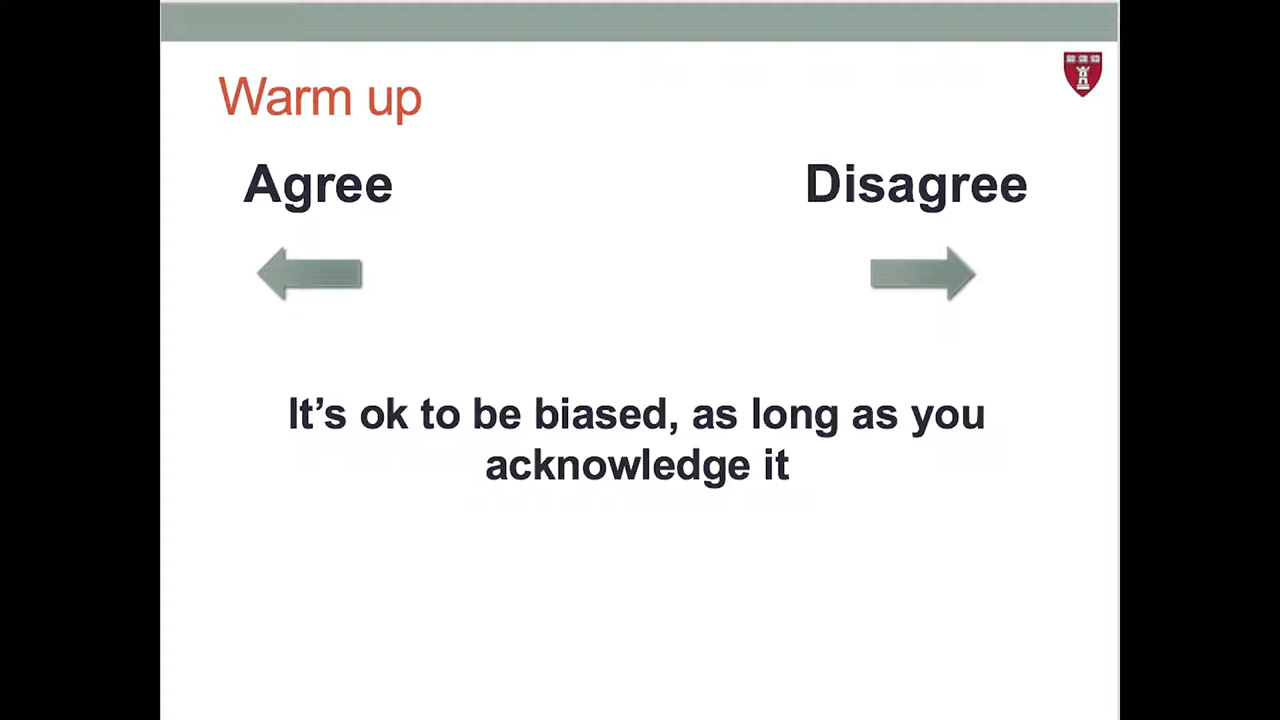 Warm up
Agree
Disagree
It’s ok to be biased, as long as you
acknowledge it